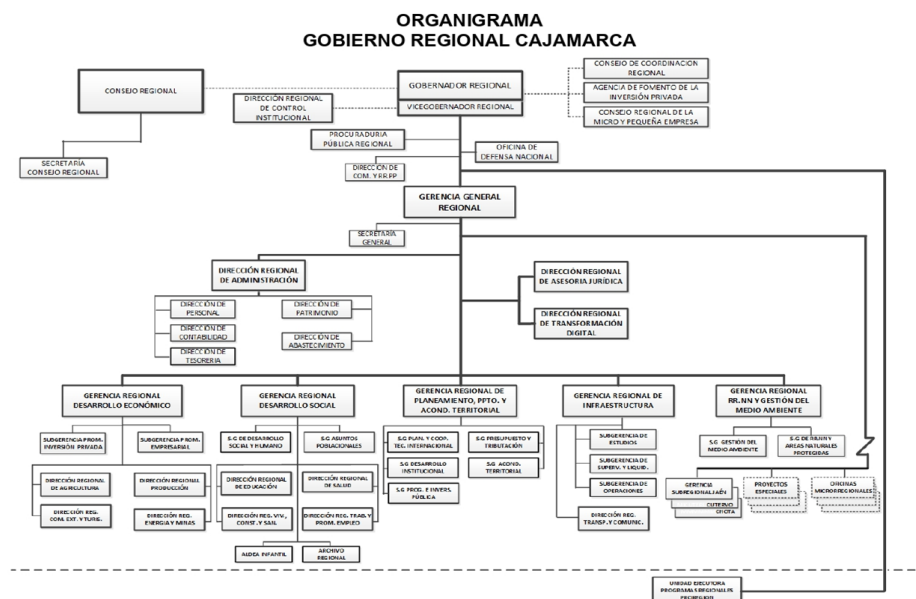 ORGANIGRAMA
GOBIERNO REGIONAL CAJAMARCA
CONSEJO REGIONAL
GOBERNADOR REGIONAL
VICEGOBERNADOR REGIONAL
CONSEJO DE COORDINACION
REGIONAL
AGENCIA DE FOMENTO DE LA
INVERSIÓN PRIVADA
CONSEJO REGIONAL DE LA
MICRO Y PEQUEÑA EMPRESA
DIRECCIÓN REGIONAL
DE CONTROL
INSTITUCIONAL
PROCURADURIA
PÚBLICA REGIONAL
OFICINA DE
DEFENSA NACIONAL
SECRETARÍA
CONSEJO REGIONAL
DIRECCIÓN DE
COM. Y RR.PP
GERENCIA GENERAL
REGIONAL
SECRETARÍA
GENERAL
DIRECCIÓN REGIONAL
DE ADMINISTRACIÓN
DIRECCIÓN DE
PERSONAL
DIRECCIÓN DE
CONTABILIDAD
DIRECCIÓN DE
TESORERIA
DIRECCIÓN DE
PATRIMONIO
DIRECCIÓN DE
ABASTECIMIENTO
DIRECCIÓN REGIONAL
DE ASESORIA JURÍDICA
DIRECCIÓN REGIONAL
DE TRANSFORMACIÓN
DIGITAL
GERENCIA REGIONAL
DESARROLLO ECONÓMICO
SUBGERENCIA PROM.
INVERSIÓN PRIVADA
SUBGERENCIA PROM.
EMPRESARIAL
DIRECCIÓN REGIONAL
DE AGRICULTURA
DIRECCIÓN REGIONAL
PRODUCCIÓN
DIRECCIÓN REG.
COM. EXT. Y TURIS.
DIRECCIÓN REG.
ENERGIA Y MINAS
GERENCIA REGIONAL
DESARROLLO SOCIAL
S.G DE DESARROLLO
SOCIAL Y HUMANO
S.G ASUNTOS
POBLACIONALES
DIRECCIÓN REGIONAL
DE EDUCACIÓN
DIRECCIÓN REGIONAL
DE SALUD
DIRECCIÓN REG. VIV.,
CONST. Y SAN.
DIRECCIÓN REG. TRAB. Y
PROM. EMPLEO
ALDEA INFANTIL
ARCHIVO
REGIONAL
GERENCIA REGIONAL DE
PLANEAMIENTO, PPTO. Y
ACOND. TERRITORIAL
S.G PLAN. Y COOP.
TEC. INTERNACIONAL
S.G PRESUPUESTO Y
TRIBUTACIÓN
S.G DESARROLLO
INSTITUCIONAL
S.G ACOND.
TERRITORIAL
S.G PROG. E INVERS.
PÚBLICA
GERENCIA REGIONAL DE
INFRAESTRUCTURA
SUBGERENCIA DE
ESTUDIOS
SUBGERENCIA DE
SUPERV. Y LIQUID.
SUBGERENCIA DE
OPERACIONES
DIRECCIÓN REG.
TRANSP. Y COMUNIC.
GERENCIA REGIONAL
RR.NN Y GESTIÓN DEL
MEDIO AMBIENTE
S.G GESTIÓN DEL
MEDIO AMBIENTE
S.G DE RR.NN Y
AREAS NATURALES
PROTEGIDAS
GERENCIA
SUBREGIONAL JAÉN
CUTERVO
CHOTA
PROYECTOS
ESPECIALES
OFICINAS
MICROREGIONALES
UNIDAD EJECUTORA
PROGRAMAS REGIONALES